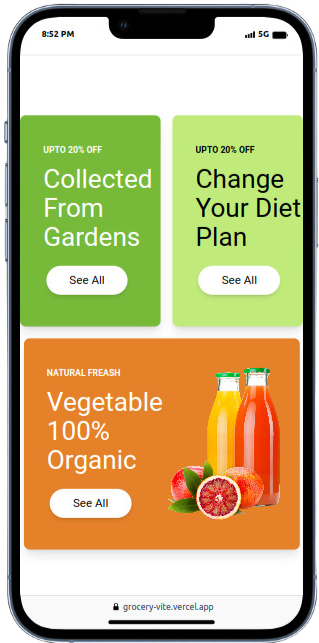 8:52 PM
5G
UPTO 20% OFF
Collected
From
Gardens
See All
UPTO 20% OFF
Change
Your Diet
Plan
See All
NATURAL FREASH
Vegetable
100%
Organic
See All
grocery-vite.vercel.app